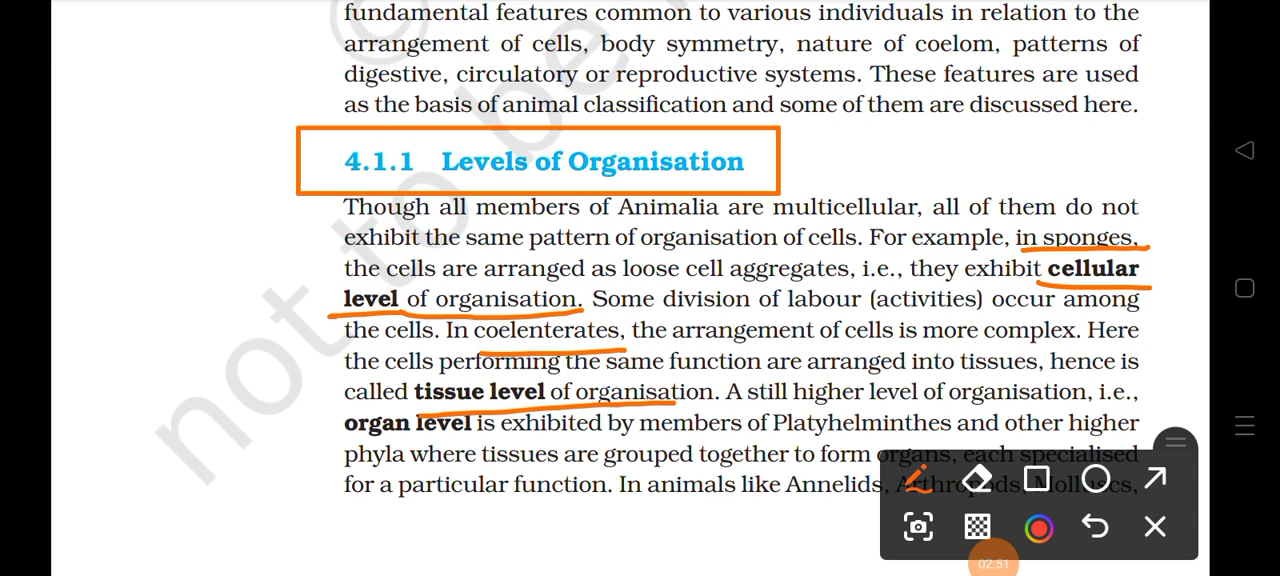 fundamental features common to various individuals in relation to the
arrangement of cells, body symmetry, nature of coelom, patterns of
digestive, circulatory or reproductive systems. These features are used
as the basis of animal classification and some of them are discussed here.
4.1.1 Levels of Organisation
Though all members of Animalia are multicellular, all of them do not
exhibit the same pattern of organisation of cells. For example, in sponges,
the cells are arranged as loose cell aggregates, i.e., they exhibit cellular
level of organisation. Some division of labour (activities) occur among
the cells. In coelenterates, the arrangement of cells is more complex. Here
the cells performing the same function are arranged into tissues, hence is
called tissue level of organisation. A still higher level of organisation, i.e.,
organ level is exhibited by members of Platyhelminthes and other higher
phyla where tissues are grouped together to form organs, each specialised
for a particular function. In animals like Annelids, Arthropods, Molluscs,
not to be
©
02:51